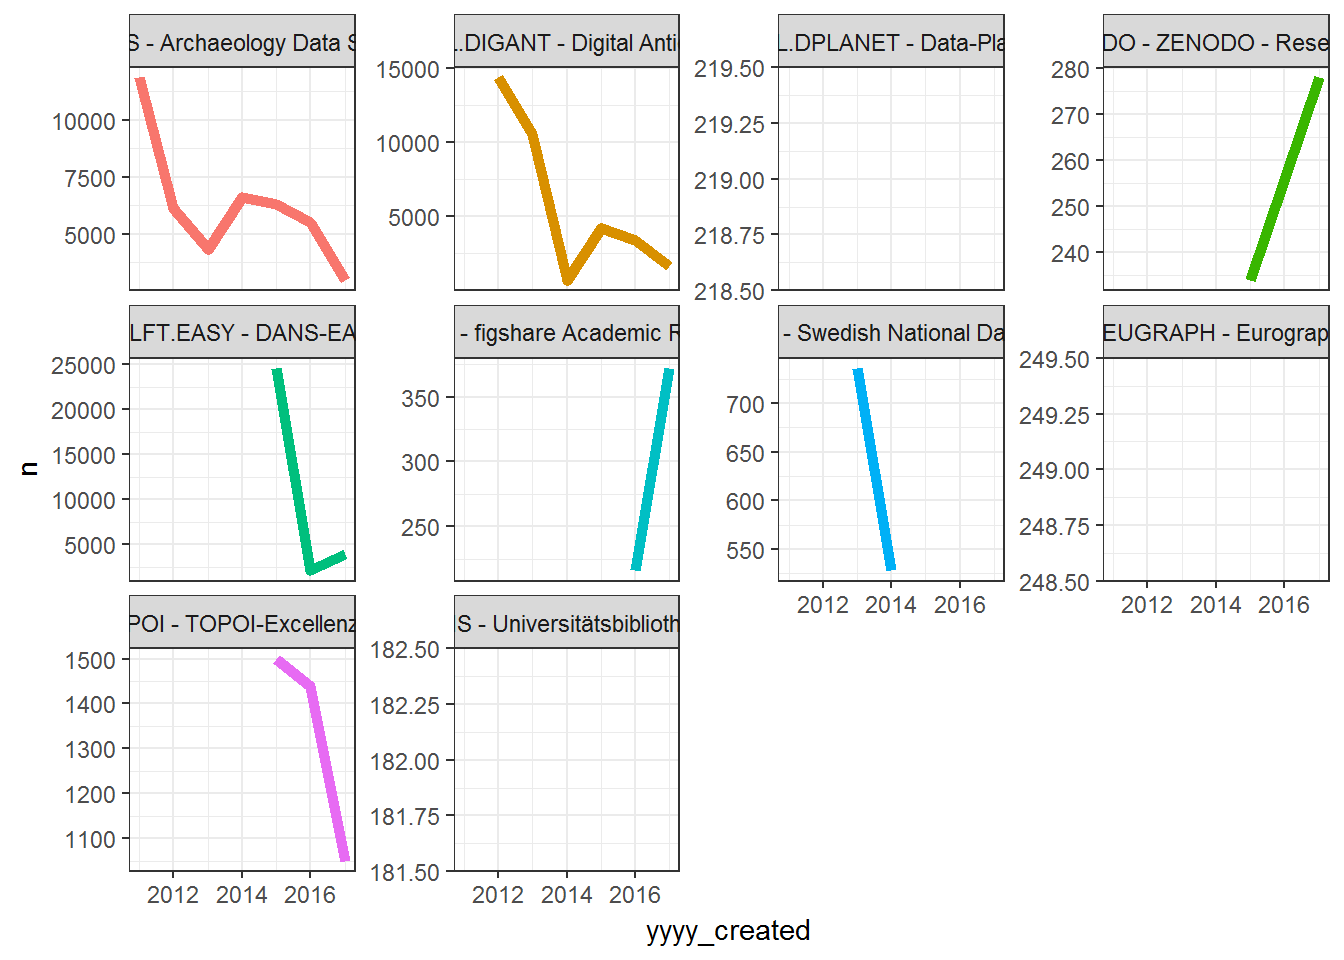 S - Archaeology Data S
.DIGANT - Digital Anti
L.DPLANET - Data-Pla
DO - ZENODO - Rese
10000
7500
5000
15000
10000
5000
219.50
219.25
219.00
218.75
218.50
280
270
260
250
240
LFT.EASY - DANS-EA
- figshare Academic R
- Swedish National Da
EUGRAPH - Eurograp
25000
20000
15000
10000
5000
350
300
250
700
650
600
550
249.50
249.25
249.00
248.75
248.50
2012 2014 2016
2012 2014 2016
n
POI - TOPOI-Excellenz
S - Universitätsbiblioth
1500
1400
1300
1200
1100
182.50
182.25
182.00
181.75
181.50
2012 2014 2016
2012 2014 2016
yyyy_created